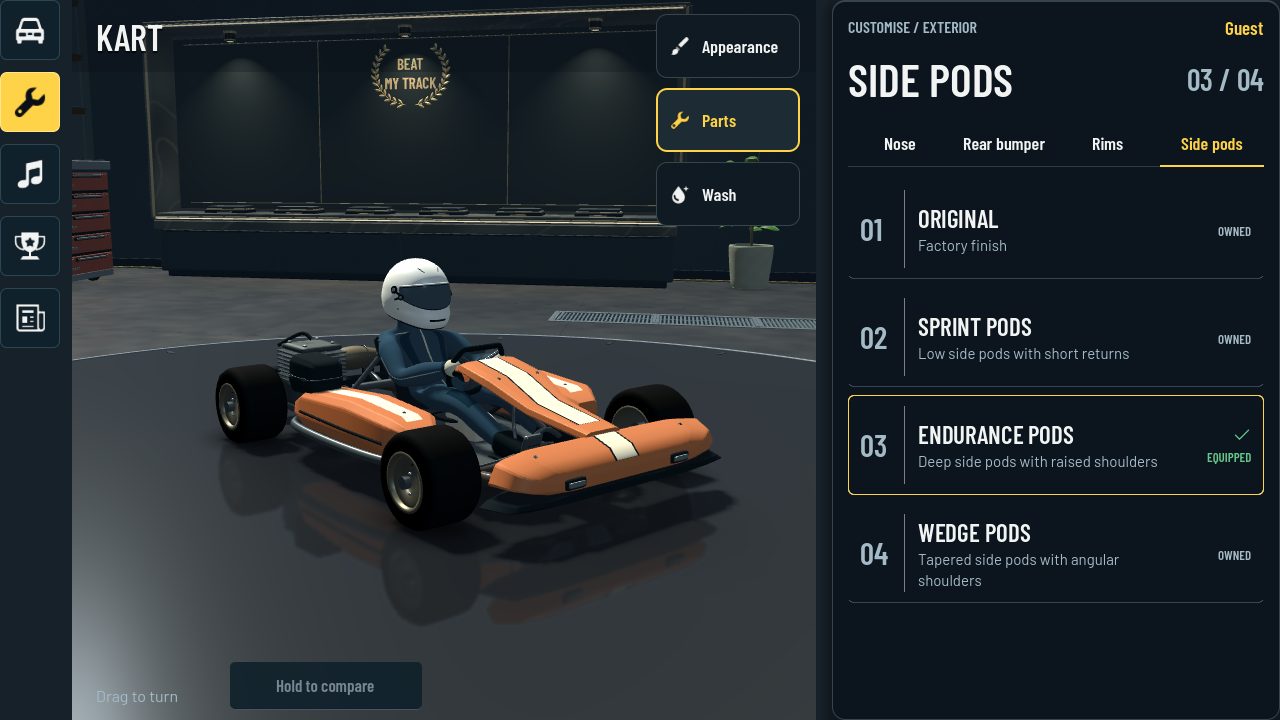 KART
BEAT
MY TRACK
Appearance
Parts
Wash
Drag to turn
Hold to compare
CUSTOMISE / EXTERIOR
Guest
SIDE PODS
03 / 04
Nose
Rear bumper
Rims
Side pods
01
ORIGINAL
Factory finish
OWNED
02
SPRINT PODS
Low side pods with short returns
OWNED
03
ENDURANCE PODS
Deep side pods with raised shoulders
EQUIPPED
04
WEDGE PODS
Tapered side pods with angular
shoulders
OWNED